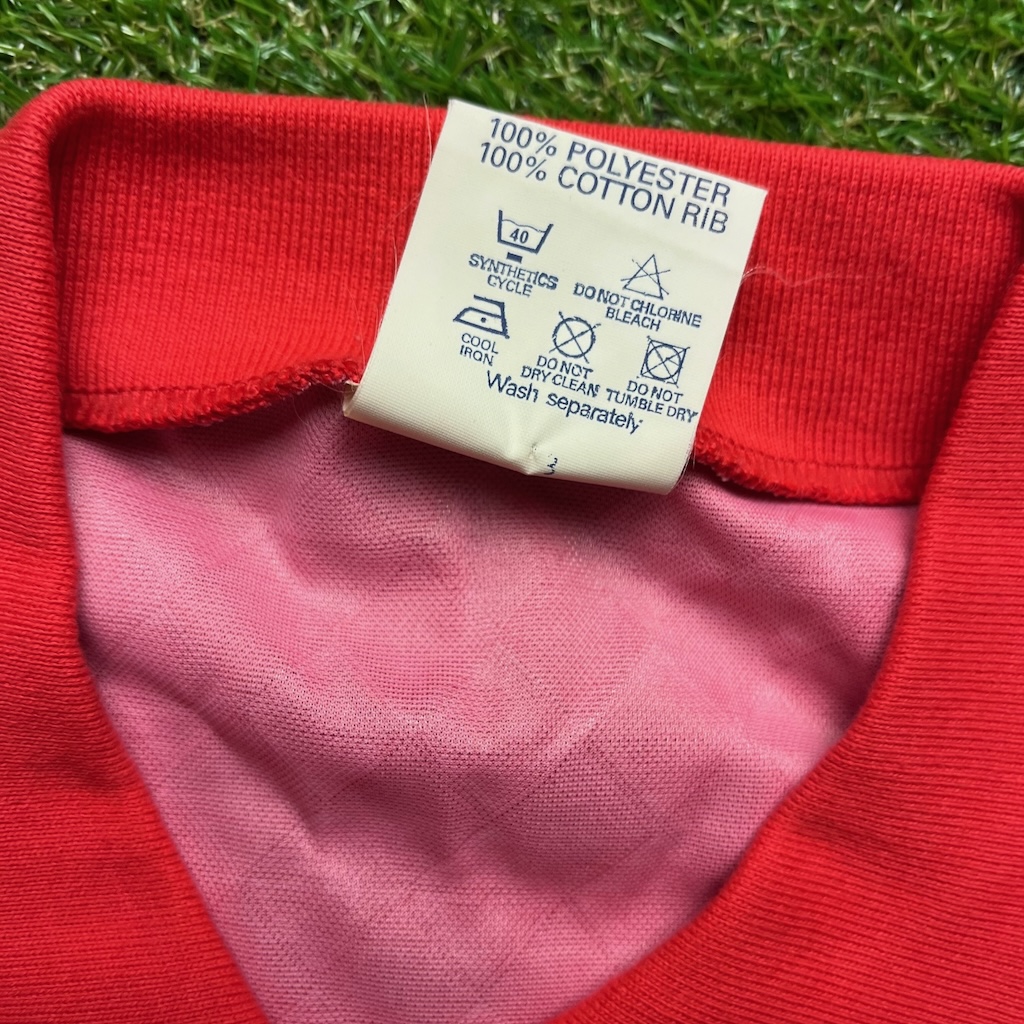 100% POLYESTER
100% COTTON RIB
40
SYNTHETICS
CYCLE
DO NOT CHLORINE
BLEACH
COOL
IRON
DO NOT
DRY CLEAN
DO NOT
TUMBLE DRY
Wash separately